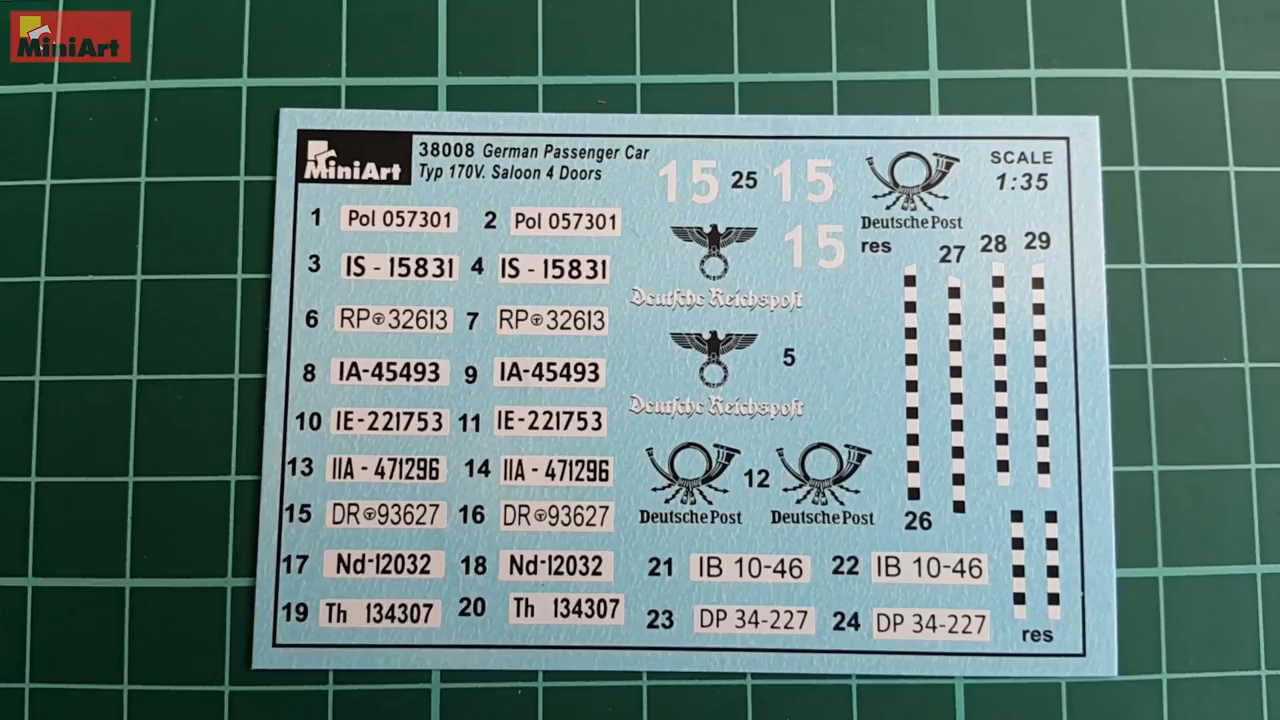 MiniArt
MiniArt
38008 German Passenger Car
Typ 170V. Saloon 4 Doors
15 25 15
15
Deutsche Post
res
SCALE
1:35
1 Pol 057301 2 Pol 057301
3 IS - 15831 4 IS - 15831
Deutsche Reichspost
6 RP 32613 7 RP 32613
5
8 IA-45493 9 IA-45493
Deutsche Reichspost
10 IE-221753 11 IE-221753
13 IIA - 471296 14 IIA - 471296
12
Deutsche Post Deutsche Post
15 DR 93627 16 DR 93627
17 Nd-12032 18 Nd-12032
19 Th 134307 20 Th 134307
21 IB 10-46 22 IB 10-46
23 DP 34-227 24 DP 34-227
27 28 29
26
res